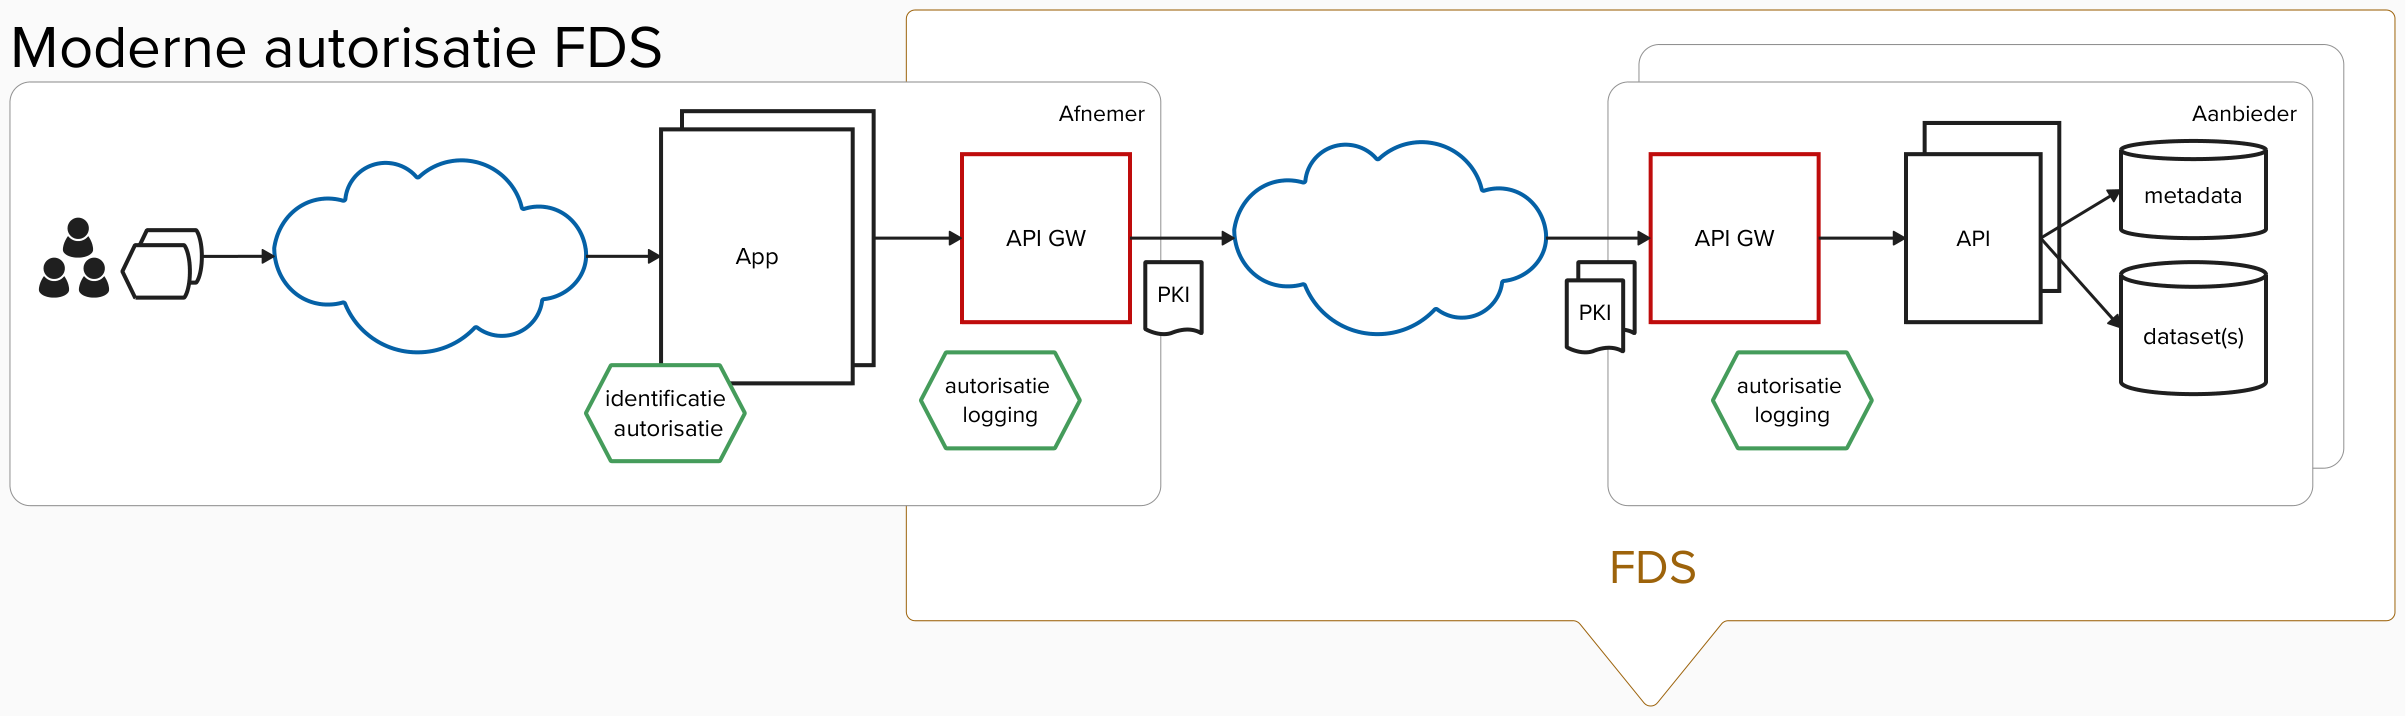 Moderne autorisatie FDS
Afnemer
App
identificatie
autorisatie
API GW
autorisatie
logging
PKI
PKI
Aanbieder
API GW
autorisatie
logging
API
metadata
dataset(s)
FDS